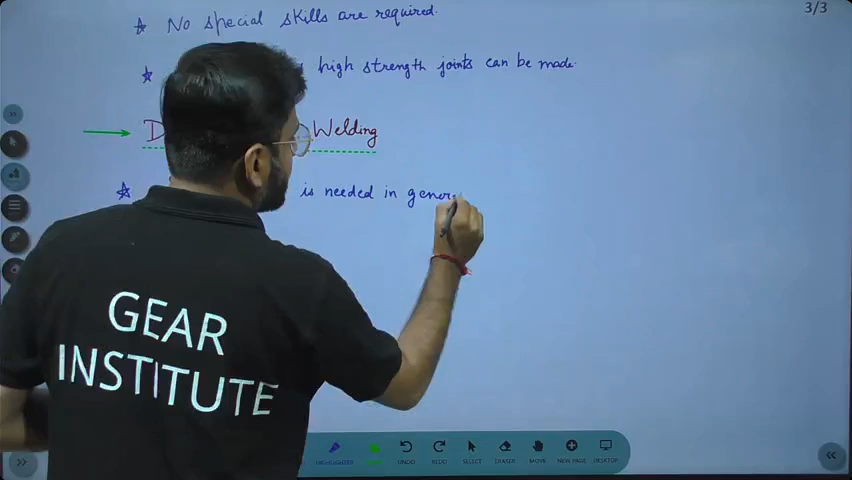 3/3
★ No special skills are required.
★ high strength joints can be made.
D Welding
★ is needed in gener
GEAR
INSTITUTE
HIGHLIGHTER UNDO REDO SELECT ERASER MOVE NEW PAGE DESKTOP